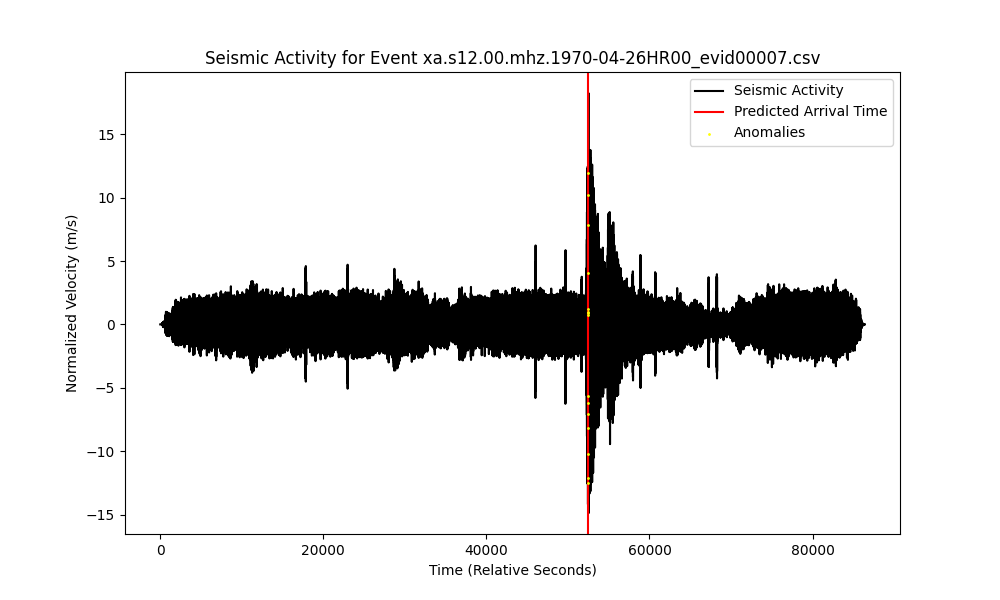 Seismic Activity for Event xa.s12.00.mhz.1970-04-26HR00_evid00007.csv
Seismic Activity
Predicted Arrival Time
Anomalies
Normalized Velocity (m/s)
15
10
5
0
−5
−10
−15
0 20000 40000 60000 80000
Time (Relative Seconds)